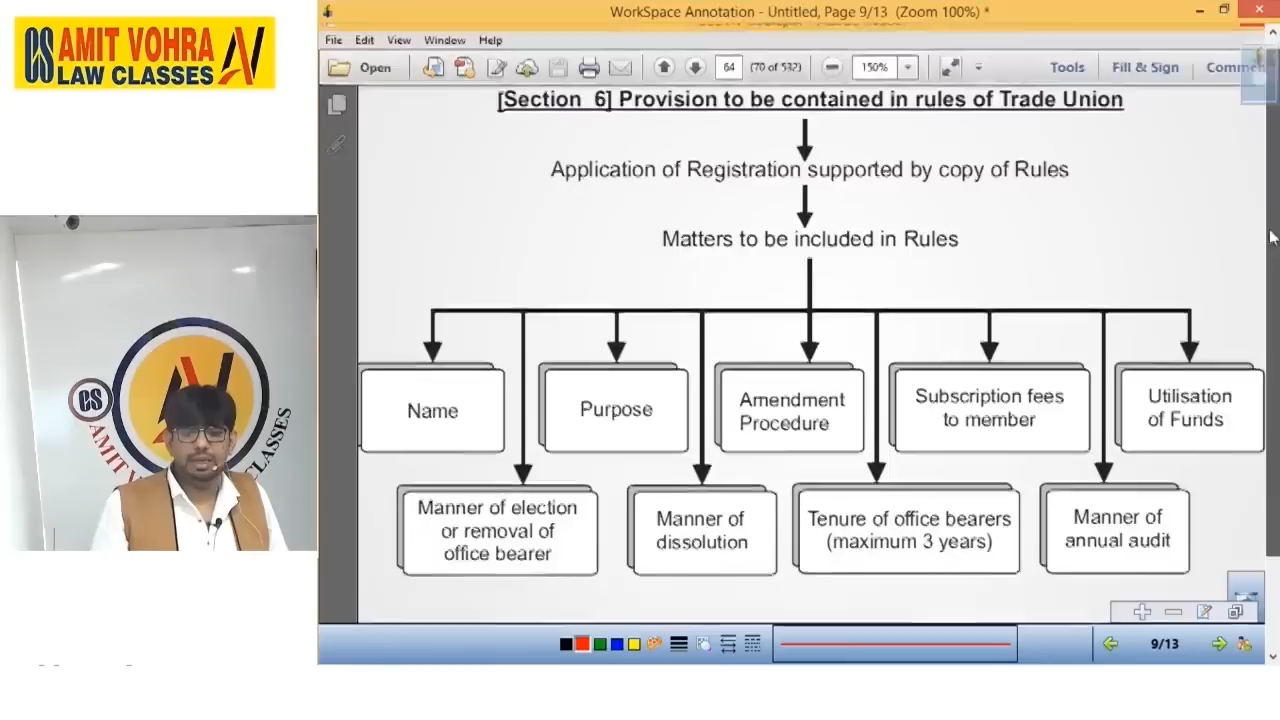 CS AMIT VOHRA
LAW CLASSES
WorkSpace Annotation - Untitled, Page 9/13 (Zoom 100%) *
File Edit View Window Help
Open
64
(70 of 532)
150%
Tools
Fill & Sign
[Section 6] Provision to be contained in rules of Trade Union
Application of Registration supported by copy of Rules
Matters to be included in Rules
Name
Purpose
Amendment
Procedure
Subscription fees
to member
Utilisation
of Funds
Manner of election
or removal of
office bearer
Manner of
dissolution
Tenure of office bearers
(maximum 3 years)
Manner of
annual audit
CS
AMIT
CLASSES
9/13